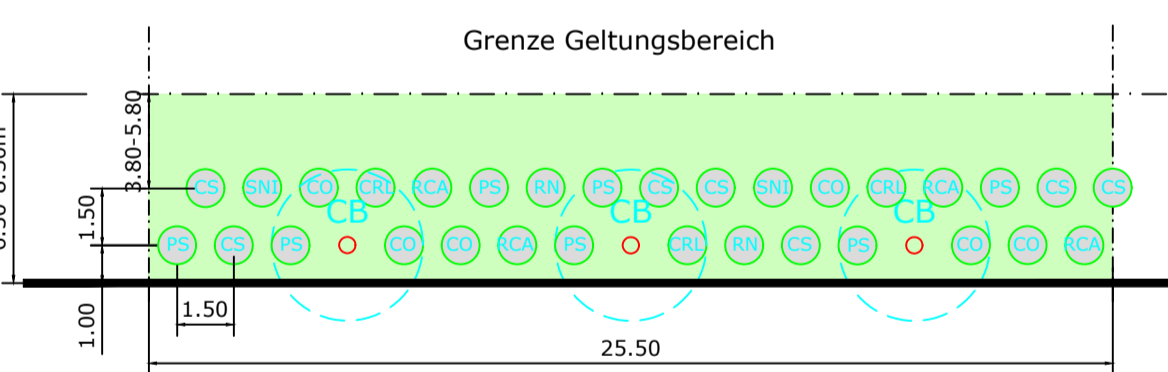 Grenze Geltungsbereich
3.80-5.80
CS SNI CO CRL RCA PS RN PS CS CS SNI CO CRL RCA PS CS CS
CB CB CB
1.50
PS CS PS CO CO RCA PS CRL RN CS PS CO CO RCA
1.00
1.50
25.50